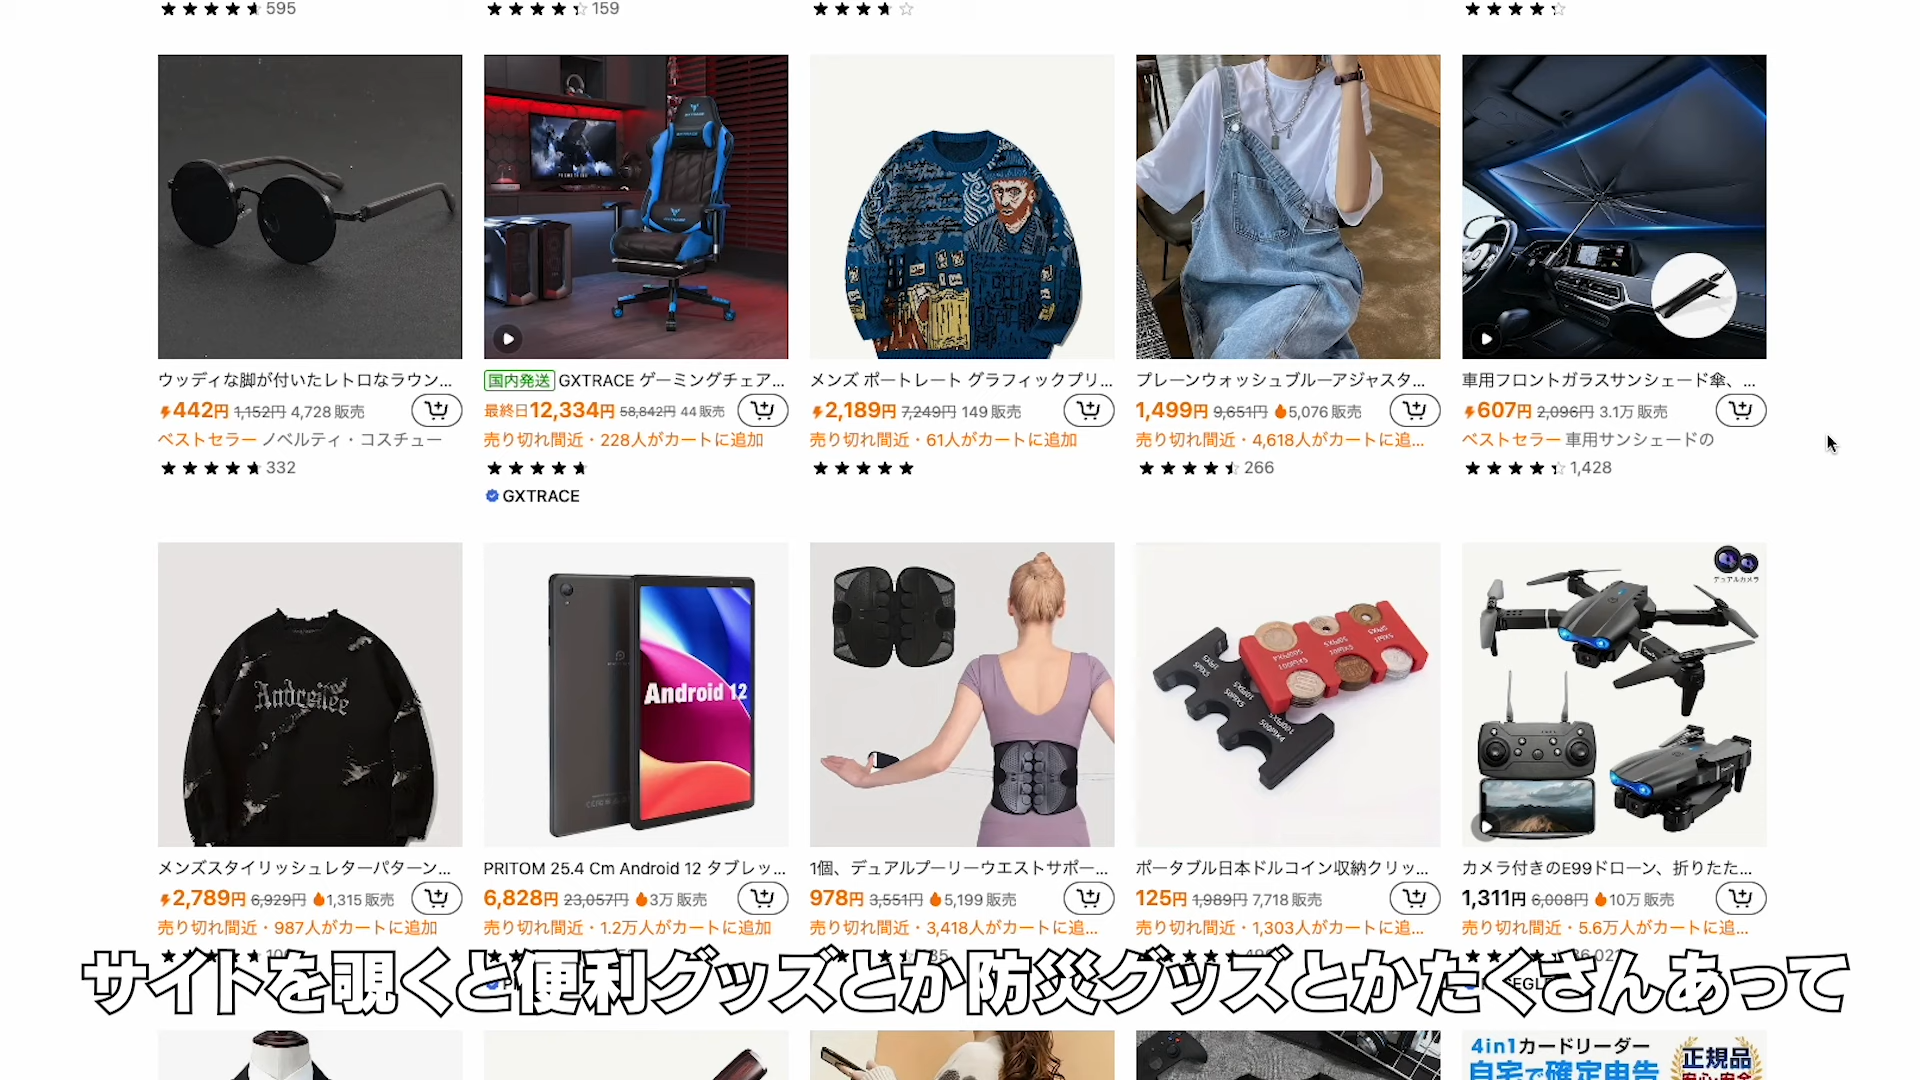 595
159
GXTRACE
ウッディな脚が付いたレトロなラウン...
442円 1,152円 4,728 販売
ベストセラー ノベルティ・コスチュー
332
国内発送 GXTRACE ゲーミングチェア...
最終日12,334円 58,842円 44 販売
売り切れ間近・228人がカートに追加
GXTRACE
メンズ ポートレート グラフィックプリ...
2,189円 7,249円 149 販売
売り切れ間近・61人がカートに追加
プレーンウォッシュブルーアジャスタ...
1,499円 9,651円 5,076 販売
売り切れ間近・4,618人がカートに追...
266
車用フロントガラスサンシェード傘、...
607円 2,096円 3.1万 販売
ベストセラー 車用サンシェードの
1,428
Android 12
デュアルカメラ
メンズスタイリッシュレターパターン...
2,789円 6,929円 1,315 販売
売り切れ間近・987人がカートに追加
PRITOM 25.4 Cm Android 12 タブレッ...
6,828円 23,057円 3万 販売
売り切れ間近・1.2万人がカートに追加
1個、デュアルプーリーウエストサポー...
978円 3,551円 5,199 販売
売り切れ間近・3,418人がカートに追...
ポータブル日本ドルコイン収納クリッ...
125円 1,989円 7,718 販売
売り切れ間近・1,303人がカートに追...
カメラ付きのE99ドローン、折りたた...
1,311円 6,008円 10万 販売
売り切れ間近・5.6万人がカートに追...
サイトを覗くと便利グッズとか防災グッズとかたくさんあって
4in1カードリーダー
自宅で確定申告
正規品
安心・安全